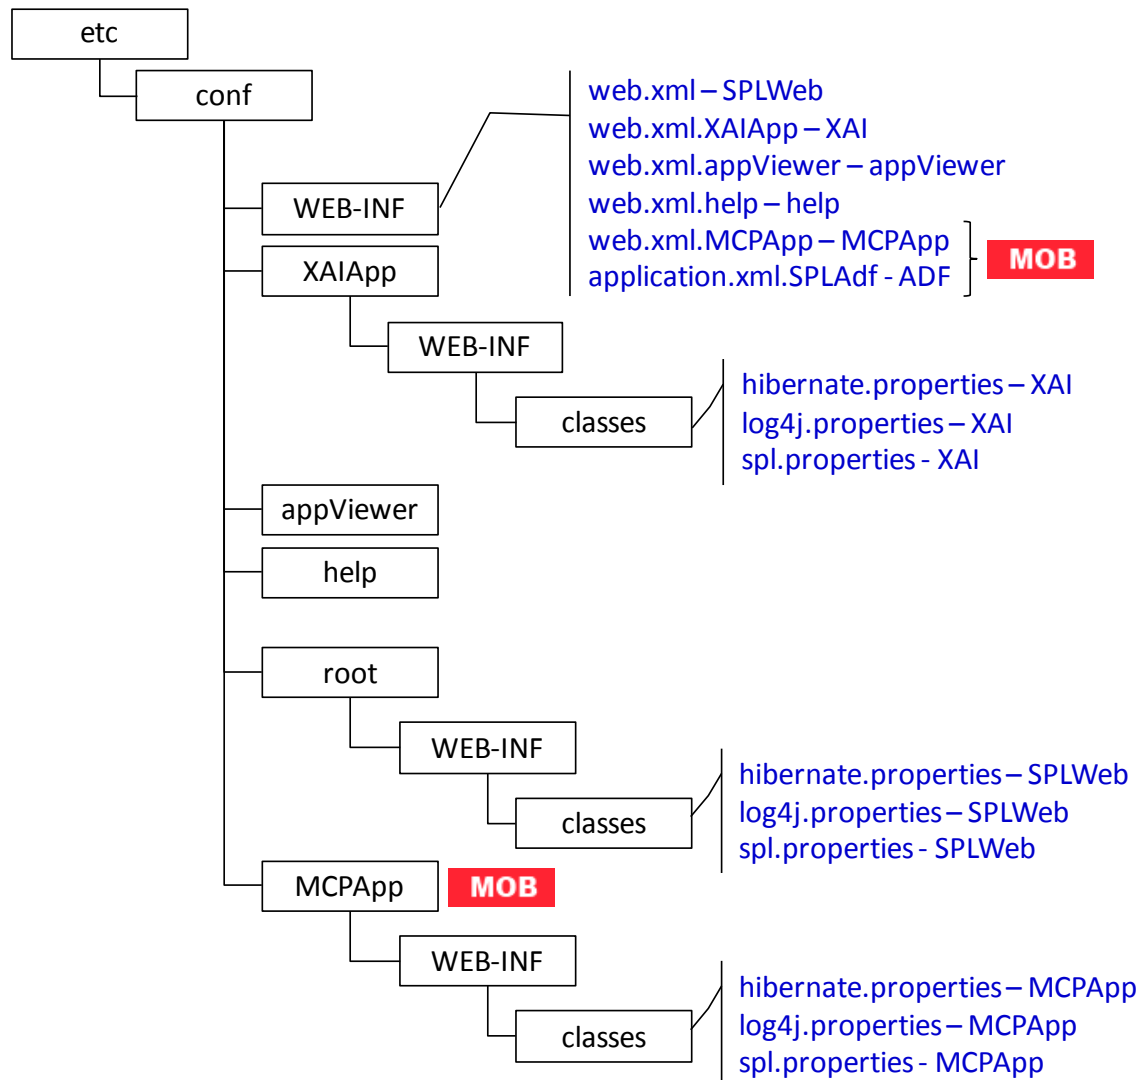 etc
conf
web.xml – SPLWeb
web.xml.XAIApp – XAI
web.xml.appViewer – appViewer
web.xml.help – help
web.xml.MCPApp – MCPApp
application.xml.SPLAdf - ADF
MOB
WEB-INF
XAIApp
WEB-INF
classes
hibernate.properties – XAI
log4j.properties – XAI
spl.properties - XAI
appViewer
help
root
WEB-INF
classes
hibernate.properties – SPLWeb
log4j.properties – SPLWeb
spl.properties - SPLWeb
MCPApp
MOB
WEB-INF
classes
hibernate.properties – MCPApp
log4j.properties – MCPApp
spl.properties - MCPApp